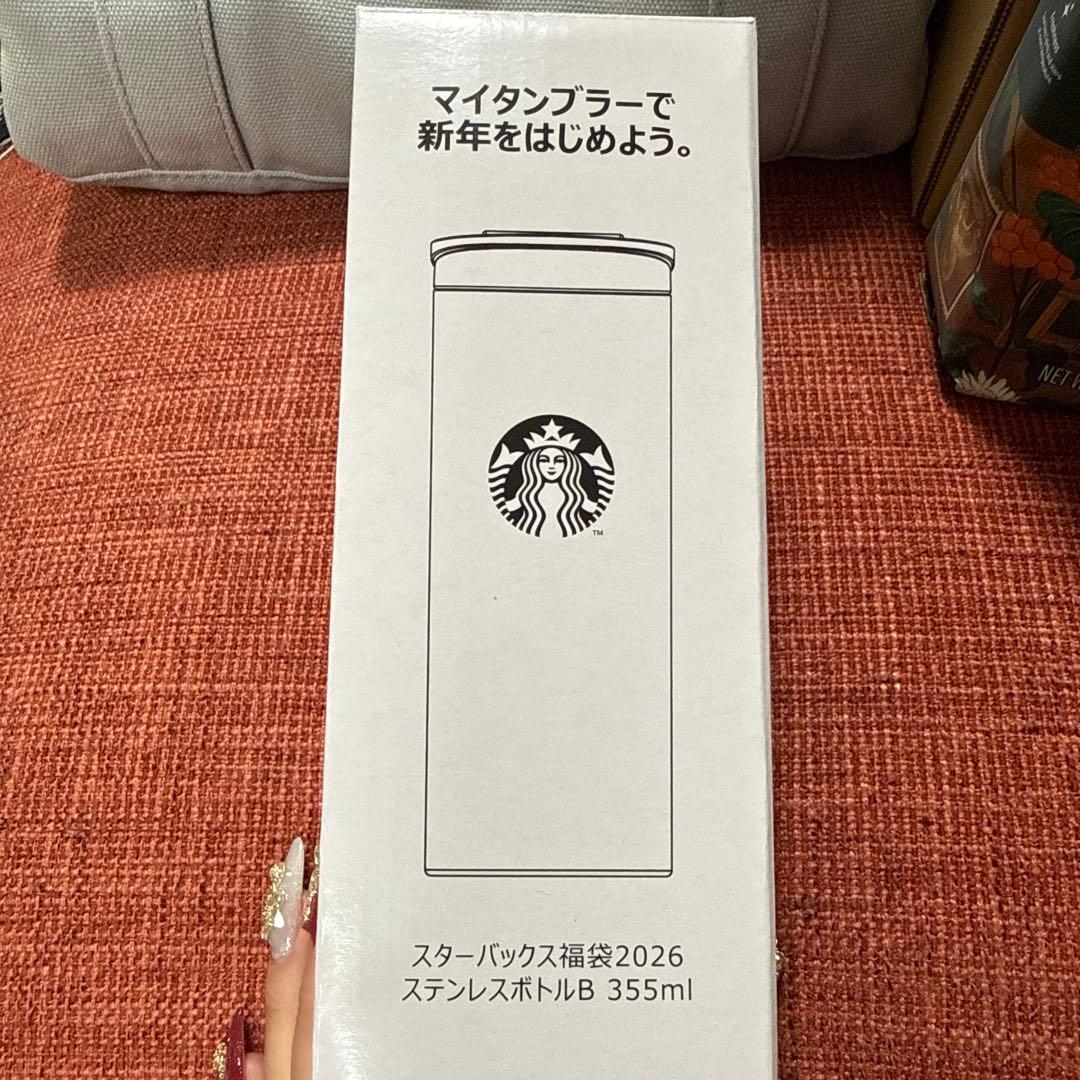 マイタンブラーで
新年をはじめよう。
TM
スターバックス福袋2026
ステンレスボトルB 355ml
NET